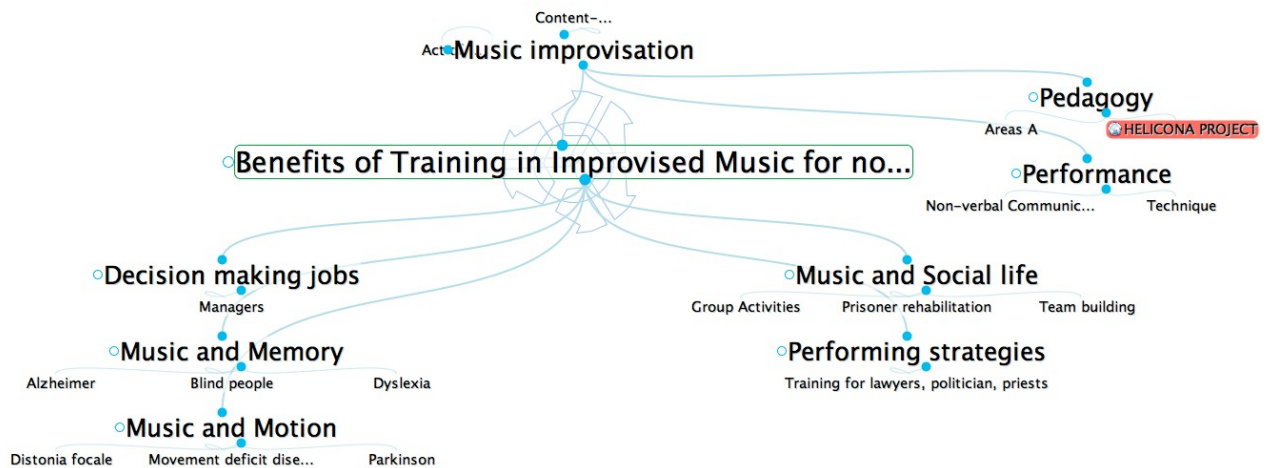 Content-...
Music improvisation
Pedagogy
Areas A
HELICONA PROJECT
Benefits of Training in Improvised Music for no...
Performance
Non-verbal Communic...
Technique
Decision making jobs
Managers
Music and Social life
Group Activities
Prisoner rehabilitation
Team building
Music and Memory
Alzheimer
Blind people
Dyslexia
Performing strategies
Training for lawyers, politician, priests
Music and Motion
Distonia focale
Movement deficit dise...
Parkinson